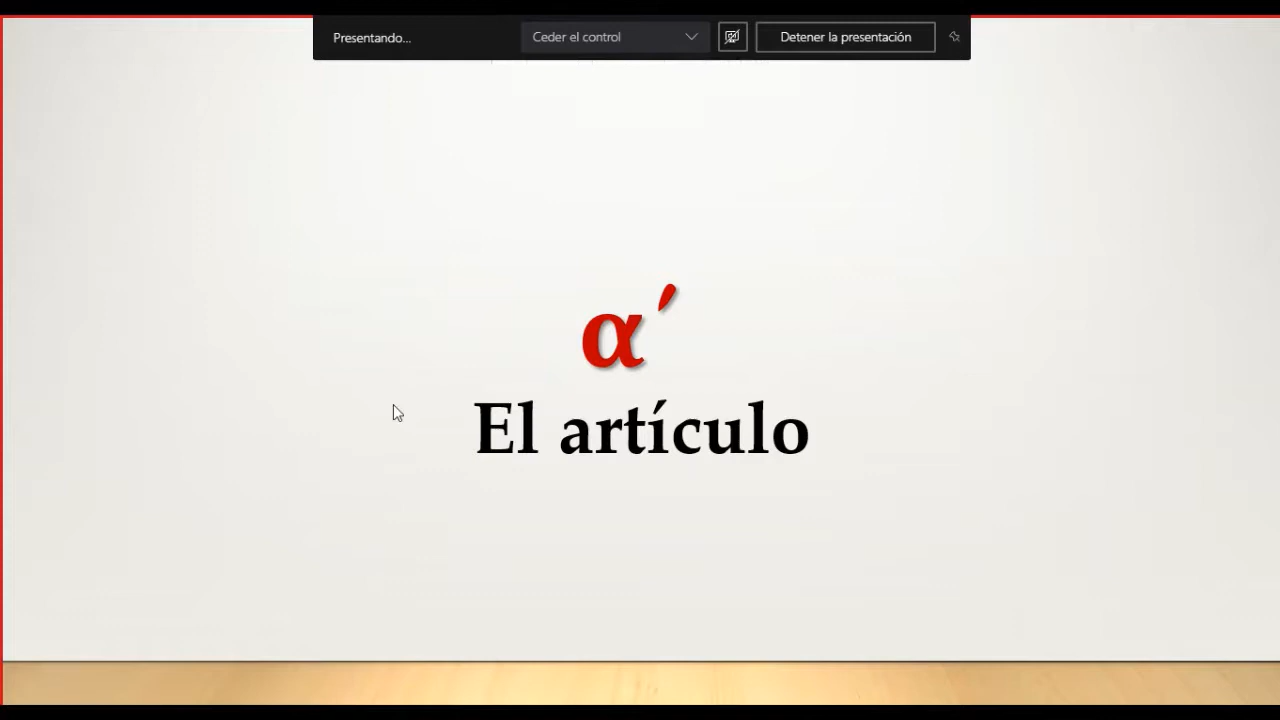 Presentando... Ceder el control Detener la presentación
α΄
El artículo